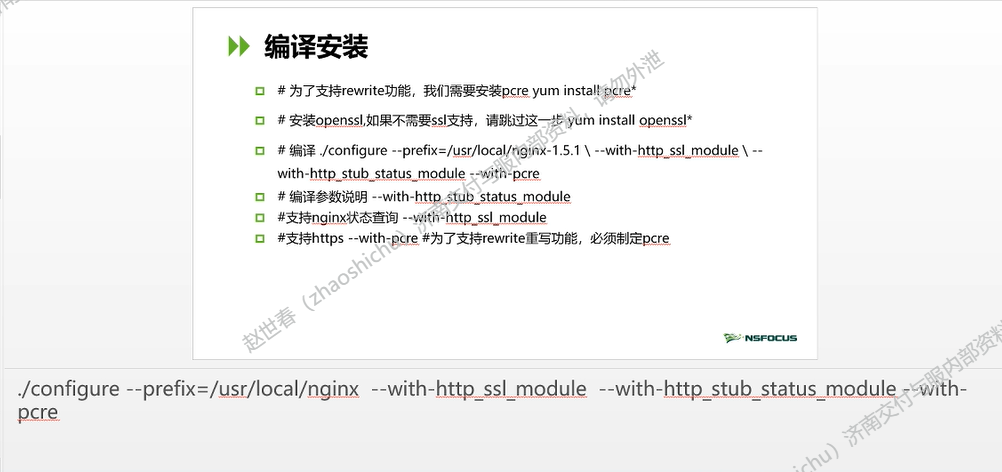 编译安装
# 为了支持rewrite功能，我们需要安装pcre yum install pcre*
# 安装openssl,如果不需要ssl支持，请跳过这一步 yum install openssl*
# 编译 ./configure --prefix=/usr/local/nginx-1.5.1 \ --with-http_ssl_module \ --
with-http_stub_status_module --with-pcre
# 编译参数说明 --with-http_stub_status_module
#支持nginx状态查询 --with-http_ssl_module
#支持https --with-pcre #为了支持rewrite重写功能，必须制定pcre
赵世春（zhaoshichu）济南交付与服内部资料，请勿外泄
NSFOCUS
./configure --prefix=/usr/local/nginx  --with-http_ssl_module  --with-http_stub_status_module --with-
pcre
chu）济南交付与服内部资料